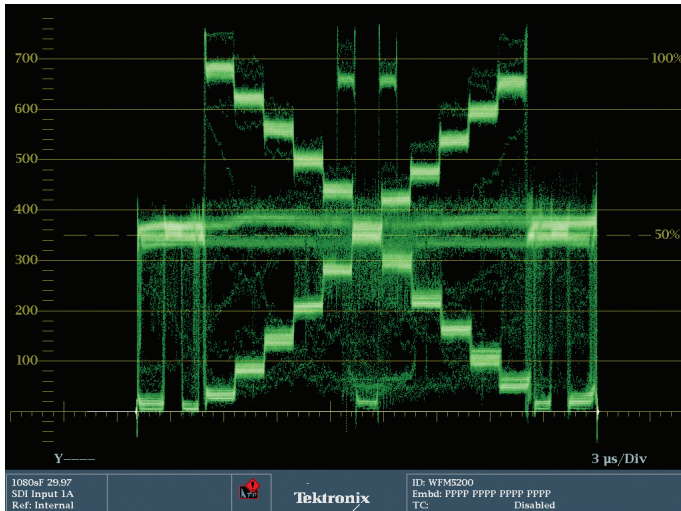 700
100%
600
500
400
50%
300
200
100
Y----
3 µs/Div
1080sF 29.97
SDI Input 1A
Ref: Internal
Tektronix
ID: WFM5200
Embd: PPPP PPPP PPPP PPPP
TC: Disabled